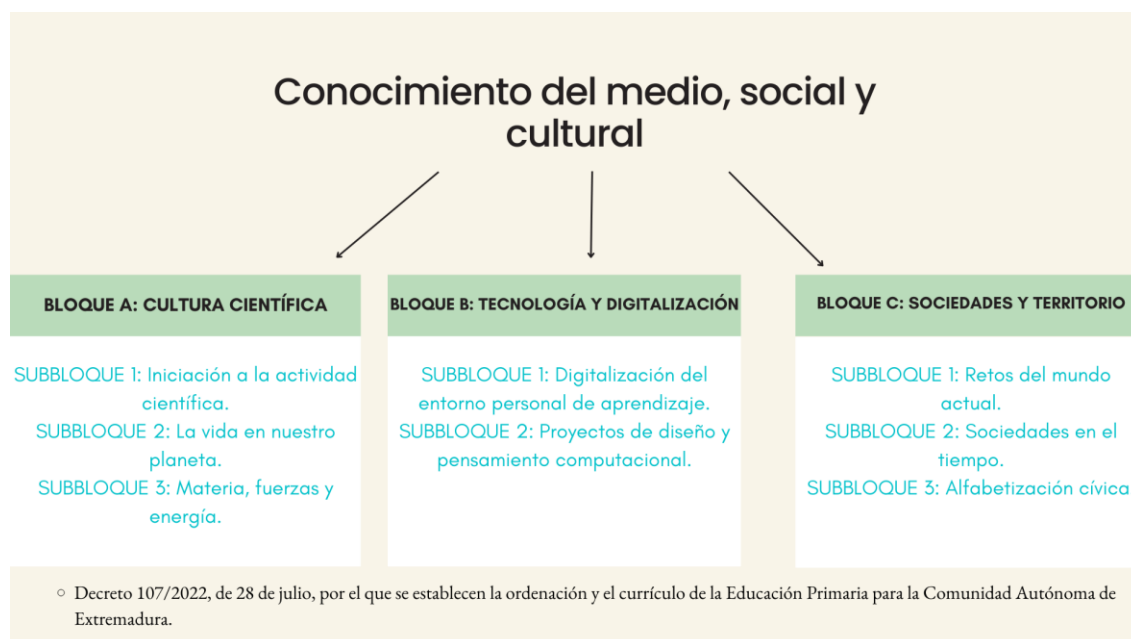 Conocimiento del medio, social y
cultural
BLOQUE A: CULTURA CIENTÍFICA
SUBBLOQUE 1: Iniciación a la actividad
científica.
SUBBLOQUE 2: La vida en nuestro
planeta.
SUBBLOQUE 3: Materia, fuerzas y
energía.
BLOQUE B: TECNOLOGÍA Y DIGITALIZACIÓN
SUBBLOQUE 1: Digitalización del
entorno personal de aprendizaje.
SUBBLOQUE 2: Proyectos de diseño y
pensamiento computacional.
BLOQUE C: SOCIEDADES Y TERRITORIO
SUBBLOQUE 1: Retos del mundo
actual.
SUBBLOQUE 2: Sociedades en el
tiempo.
SUBBLOQUE 3: Alfabetización cívica
Decreto 107/2022, de 28 de julio, por el que se establecen la ordenación y el currículo de la Educación Primaria para la Comunidad Autónoma de
Extremadura.